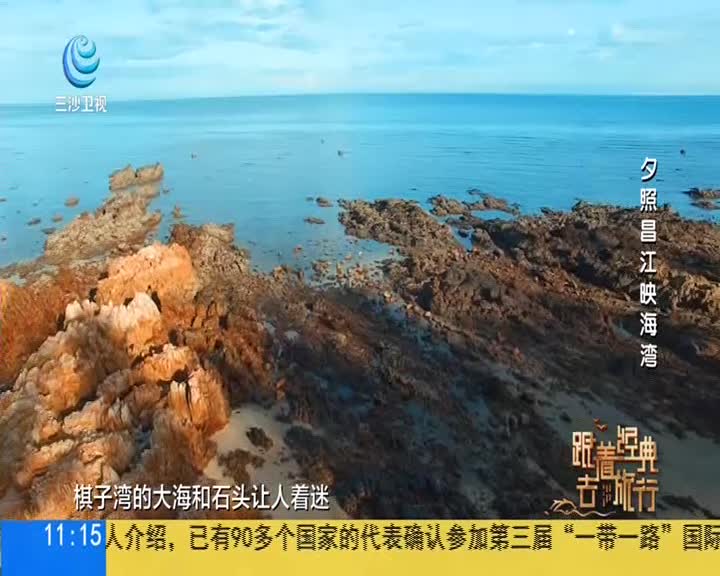 三沙卫视
夕照昌江映海湾
跟着经典
去旅行
棋子湾的大海和石头让人着迷
11:15
人介绍，已有90多个国家的代表确认参加第三届“一带一路”国际